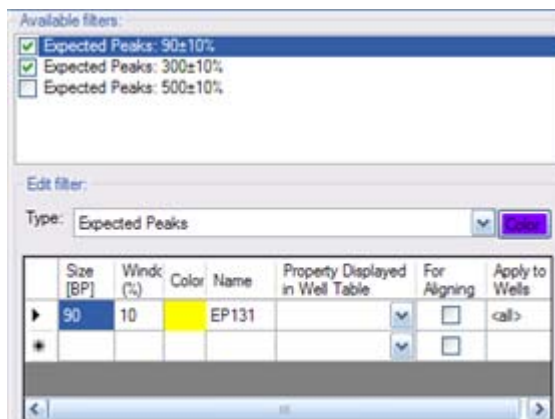 Available filters:
Expected Peaks: 90±10%
Expected Peaks: 300±10%
Expected Peaks: 500±10%
Edit filter:
Type: Expected Peaks Color
Size [BP] Windo (%) Color Name Property Displayed in Well Table For Aligning Apply to Wells
90 10 EP131 <all>